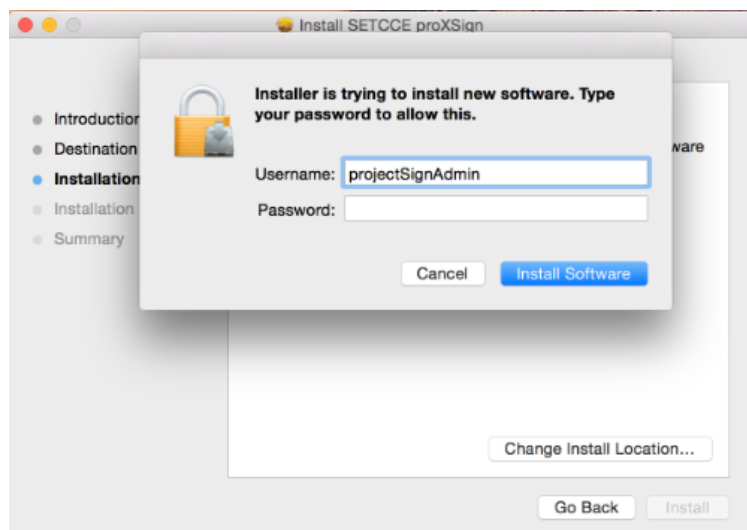 Install SETCCE proXSign
Installer is trying to install new software. Type
your password to allow this.
Username: projectSignAdmin
Password:
Cancel
Install Software
Introduction
Destination
Installation
Installation
Summary
ware
Change Install Location...
Go Back
Install